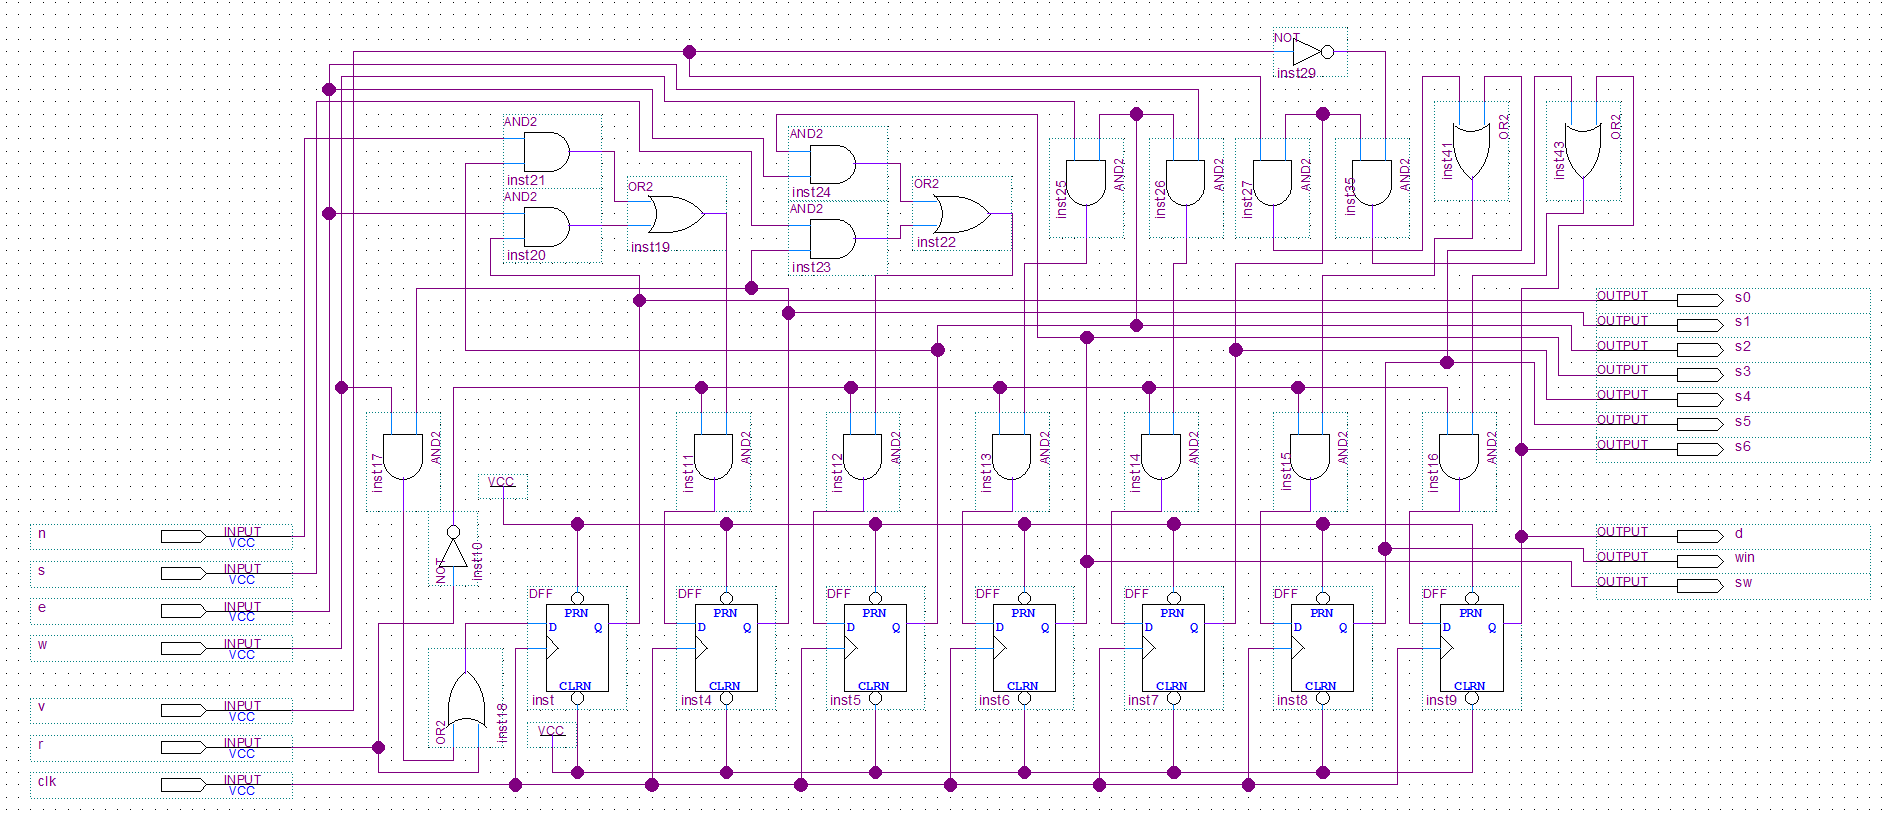 NOT
inst29
AND2
inst21
AND2
inst20
OR2
inst19
AND2
inst24
AND2
inst23
OR2
inst22
inst25
AND2
inst26
AND2
inst27
AND2
inst35
AND2
inst41
OR2
inst43
OR2
OUTPUT
s0
OUTPUT
s1
OUTPUT
s2
OUTPUT
s3
OUTPUT
s4
OUTPUT
s5
OUTPUT
s6
inst17
AND2
inst11
AND2
inst12
AND2
inst13
AND2
inst14
AND2
inst15
AND2
inst16
AND2
VCC
n
INPUT
VCC
s
INPUT
VCC
e
INPUT
VCC
w
INPUT
VCC
v
INPUT
VCC
r
INPUT
VCC
clk
INPUT
VCC
NOT
inst10
OR2
inst18
VCC
DFF
PRN
D
Q
CLRN
inst
DFF
PRN
D
Q
CLRN
inst4
DFF
PRN
D
Q
CLRN
inst5
DFF
PRN
D
Q
CLRN
inst6
DFF
PRN
D
Q
CLRN
inst7
DFF
PRN
D
Q
CLRN
inst8
DFF
PRN
D
Q
CLRN
inst9
OUTPUT
d
OUTPUT
win
OUTPUT
sw